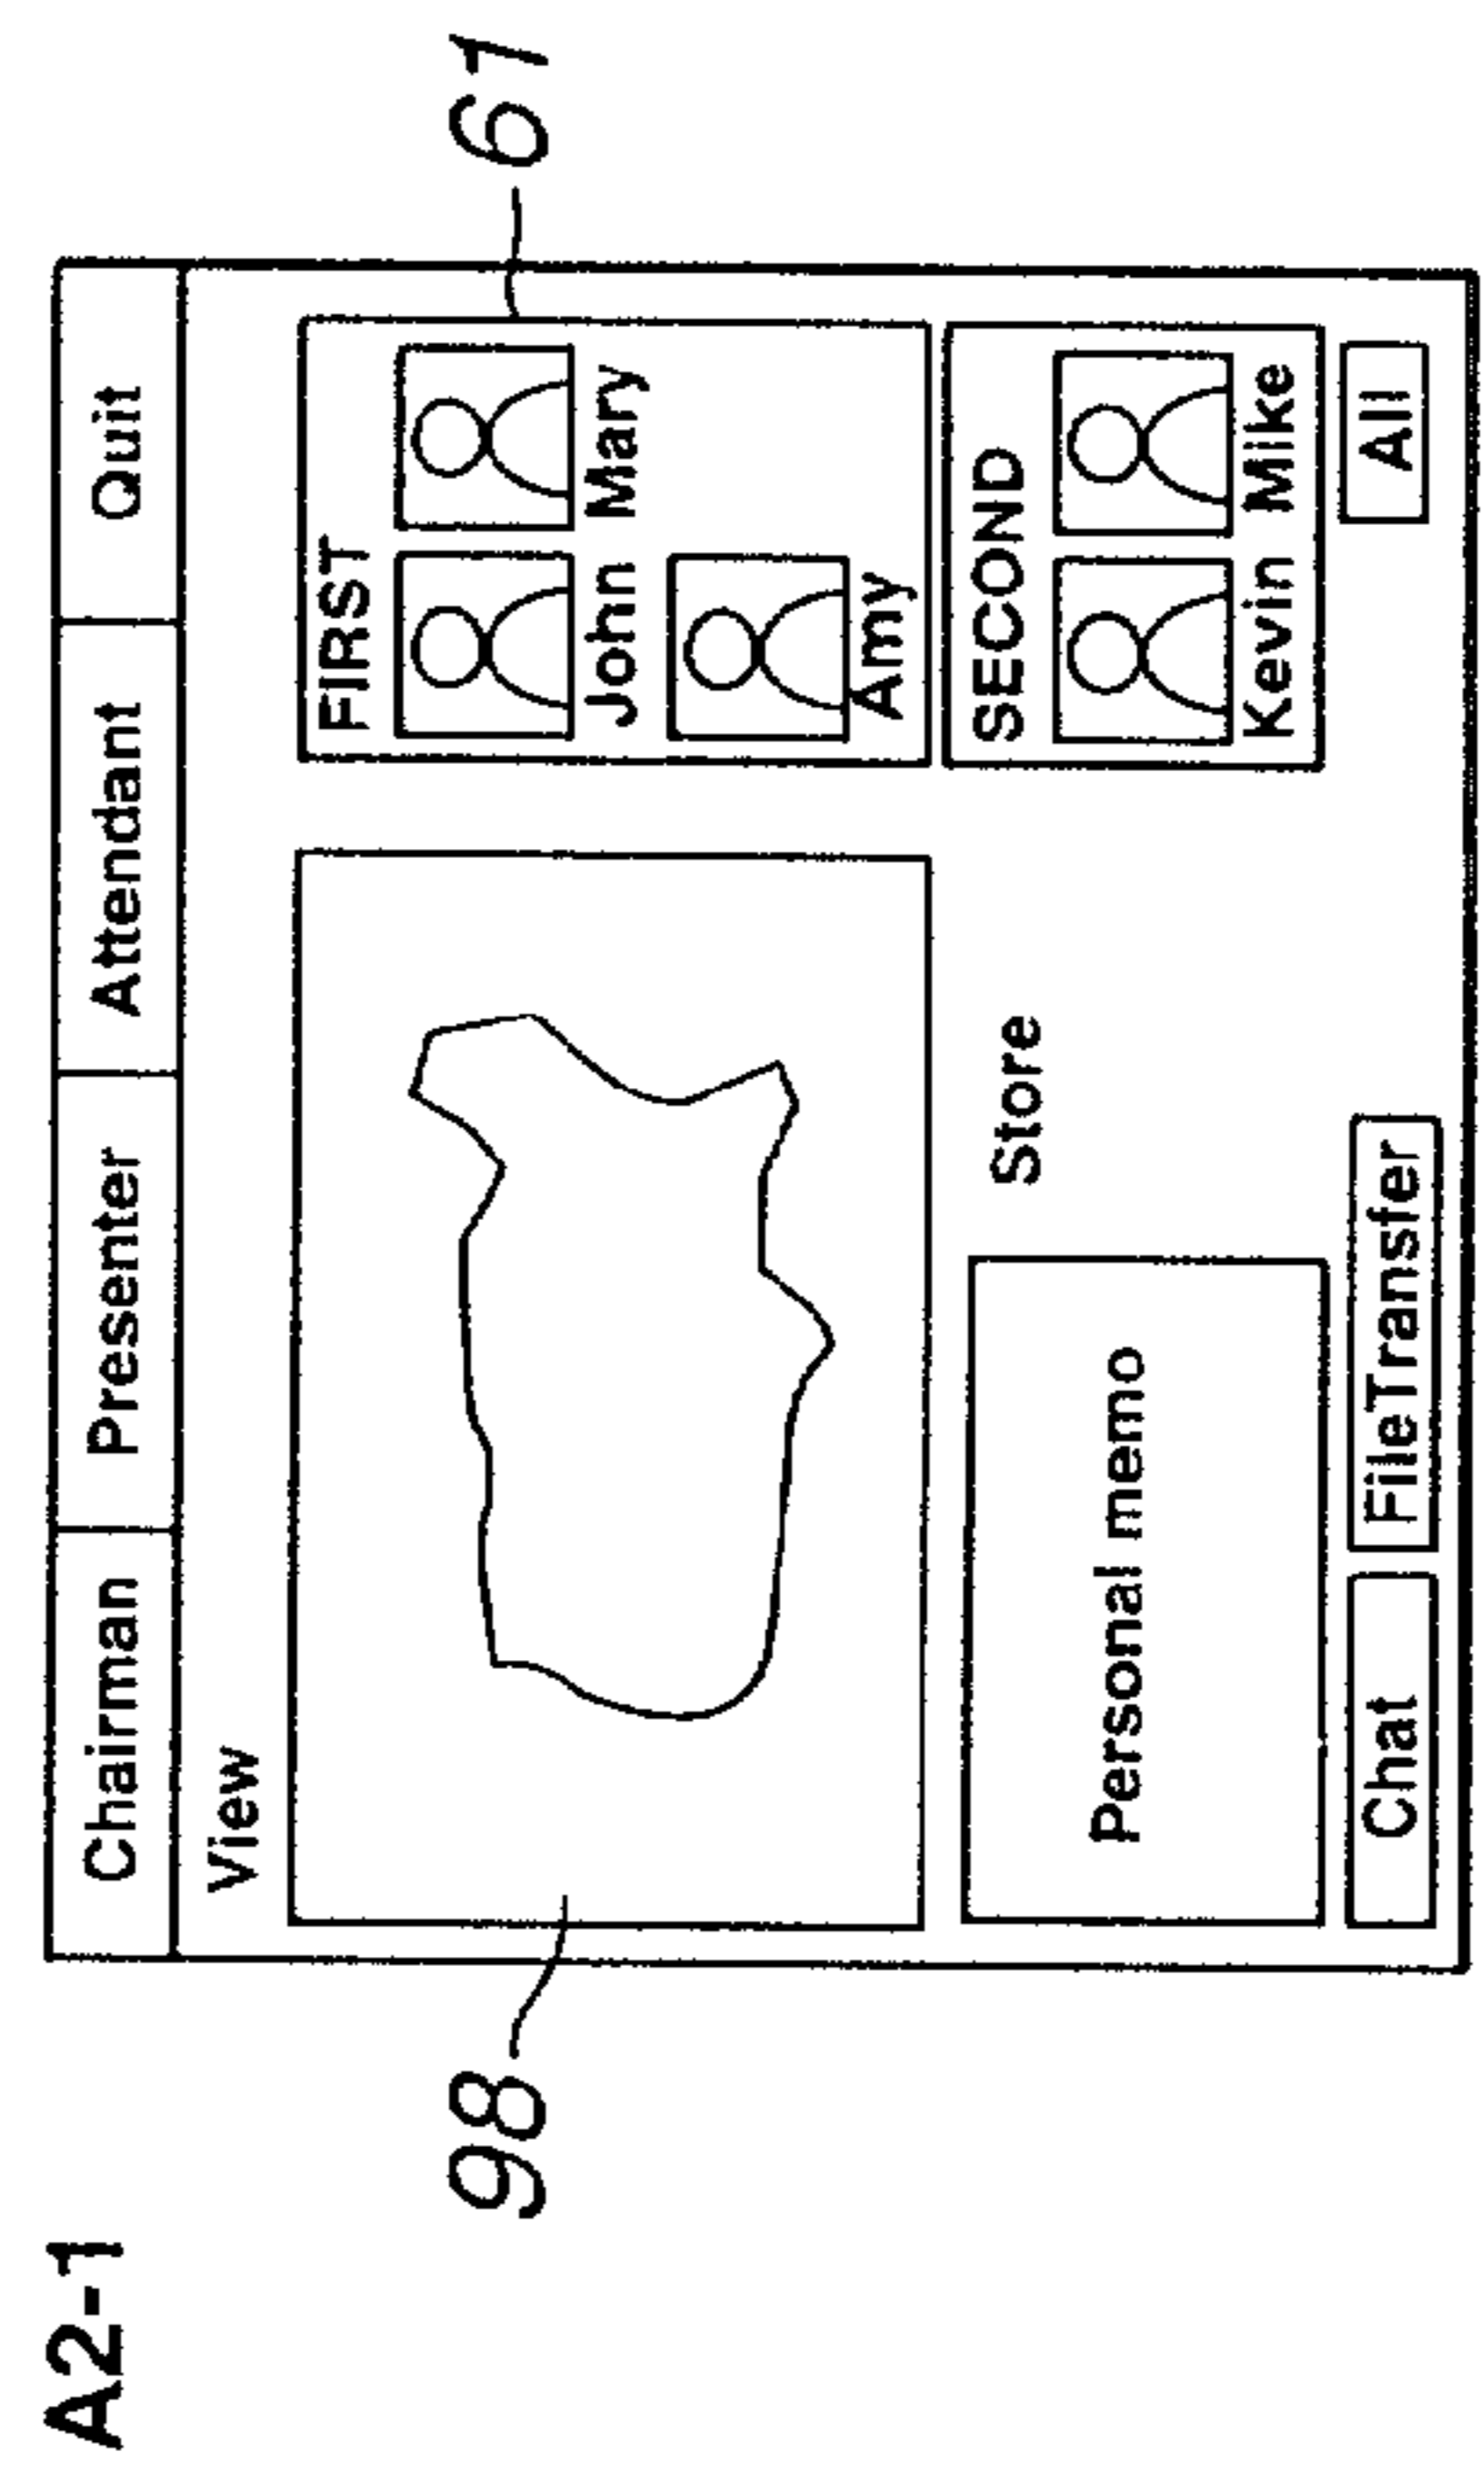 A2-1
Chairman Presenter Attendant Quit
View
98
61
FIRST
John Mary
Amy
SECOND
Kevin Mike
All
Personal memo
Store
Chat FileTransfer